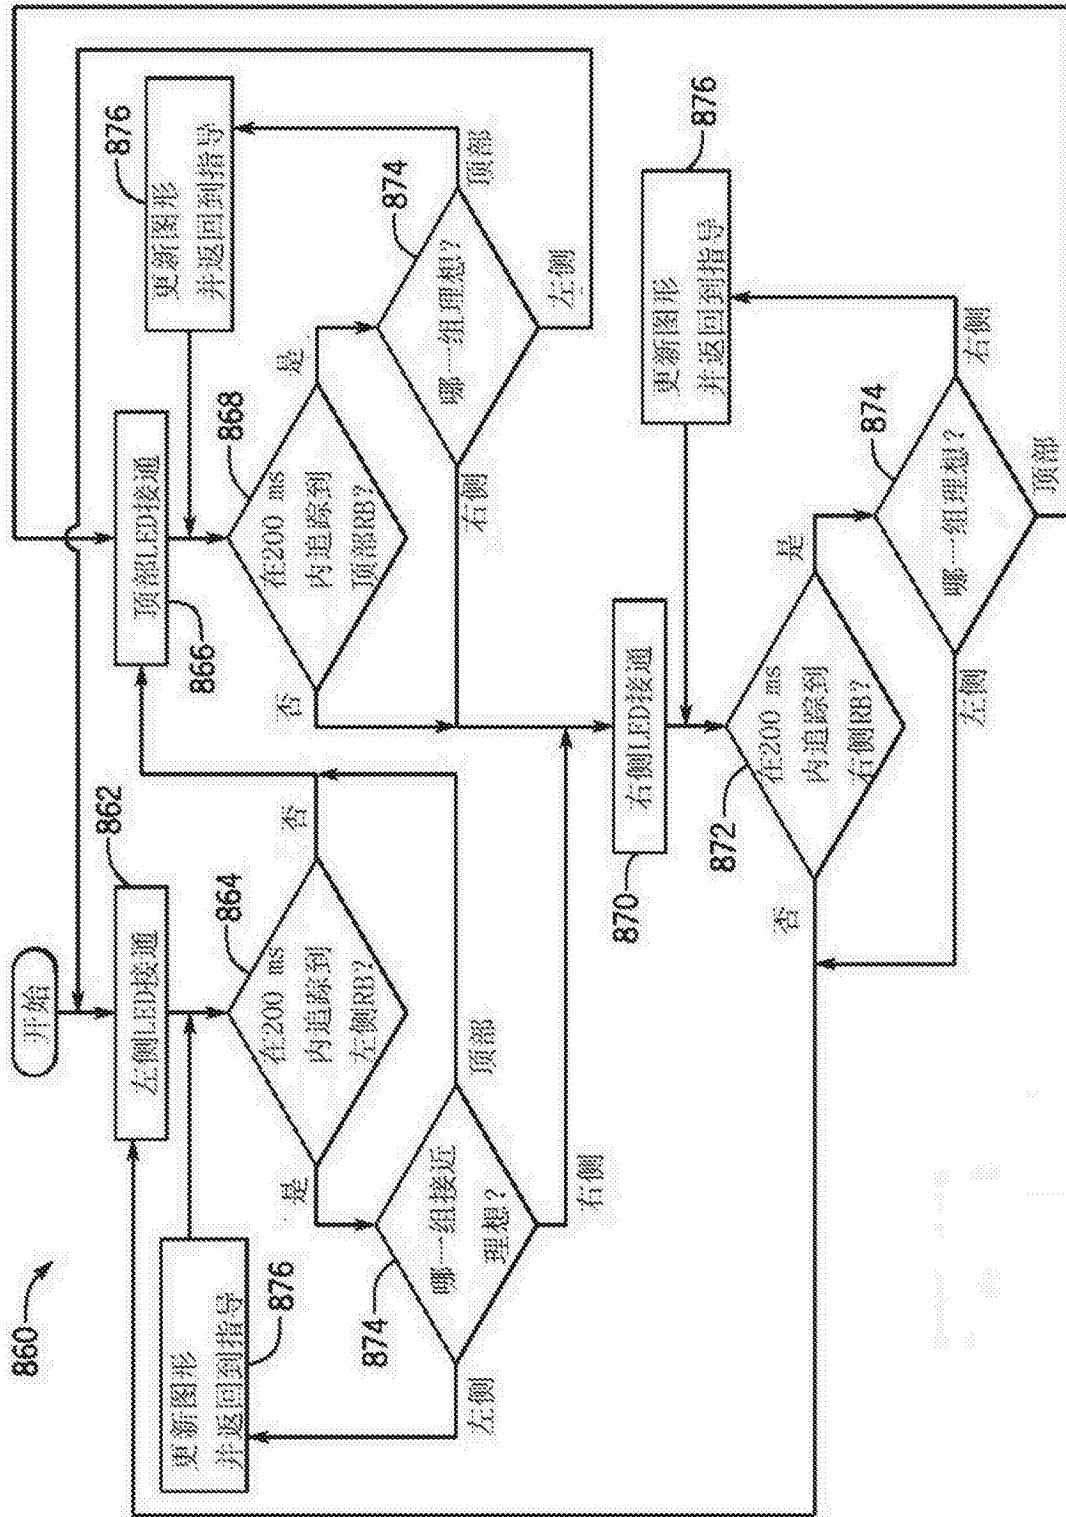 860
开始
左侧LED接通
862
更新图形
并返回到指导
876
在200 ms
内追踪到
左侧RB?
864
是
否
哪一组接近
理想?
874
左侧
顶部
右侧
顶部LED接通
866
更新图形
并返回到指导
876
在200 ms
内追踪到
顶部RB?
868
否
是
哪一组理想?
874
右侧
顶部
左侧
右侧LED接通
870
更新图形
并返回到指导
876
在200 ms
内追踪到
右侧RB?
872
否
是
哪一组理想?
874
左侧
右侧
顶部